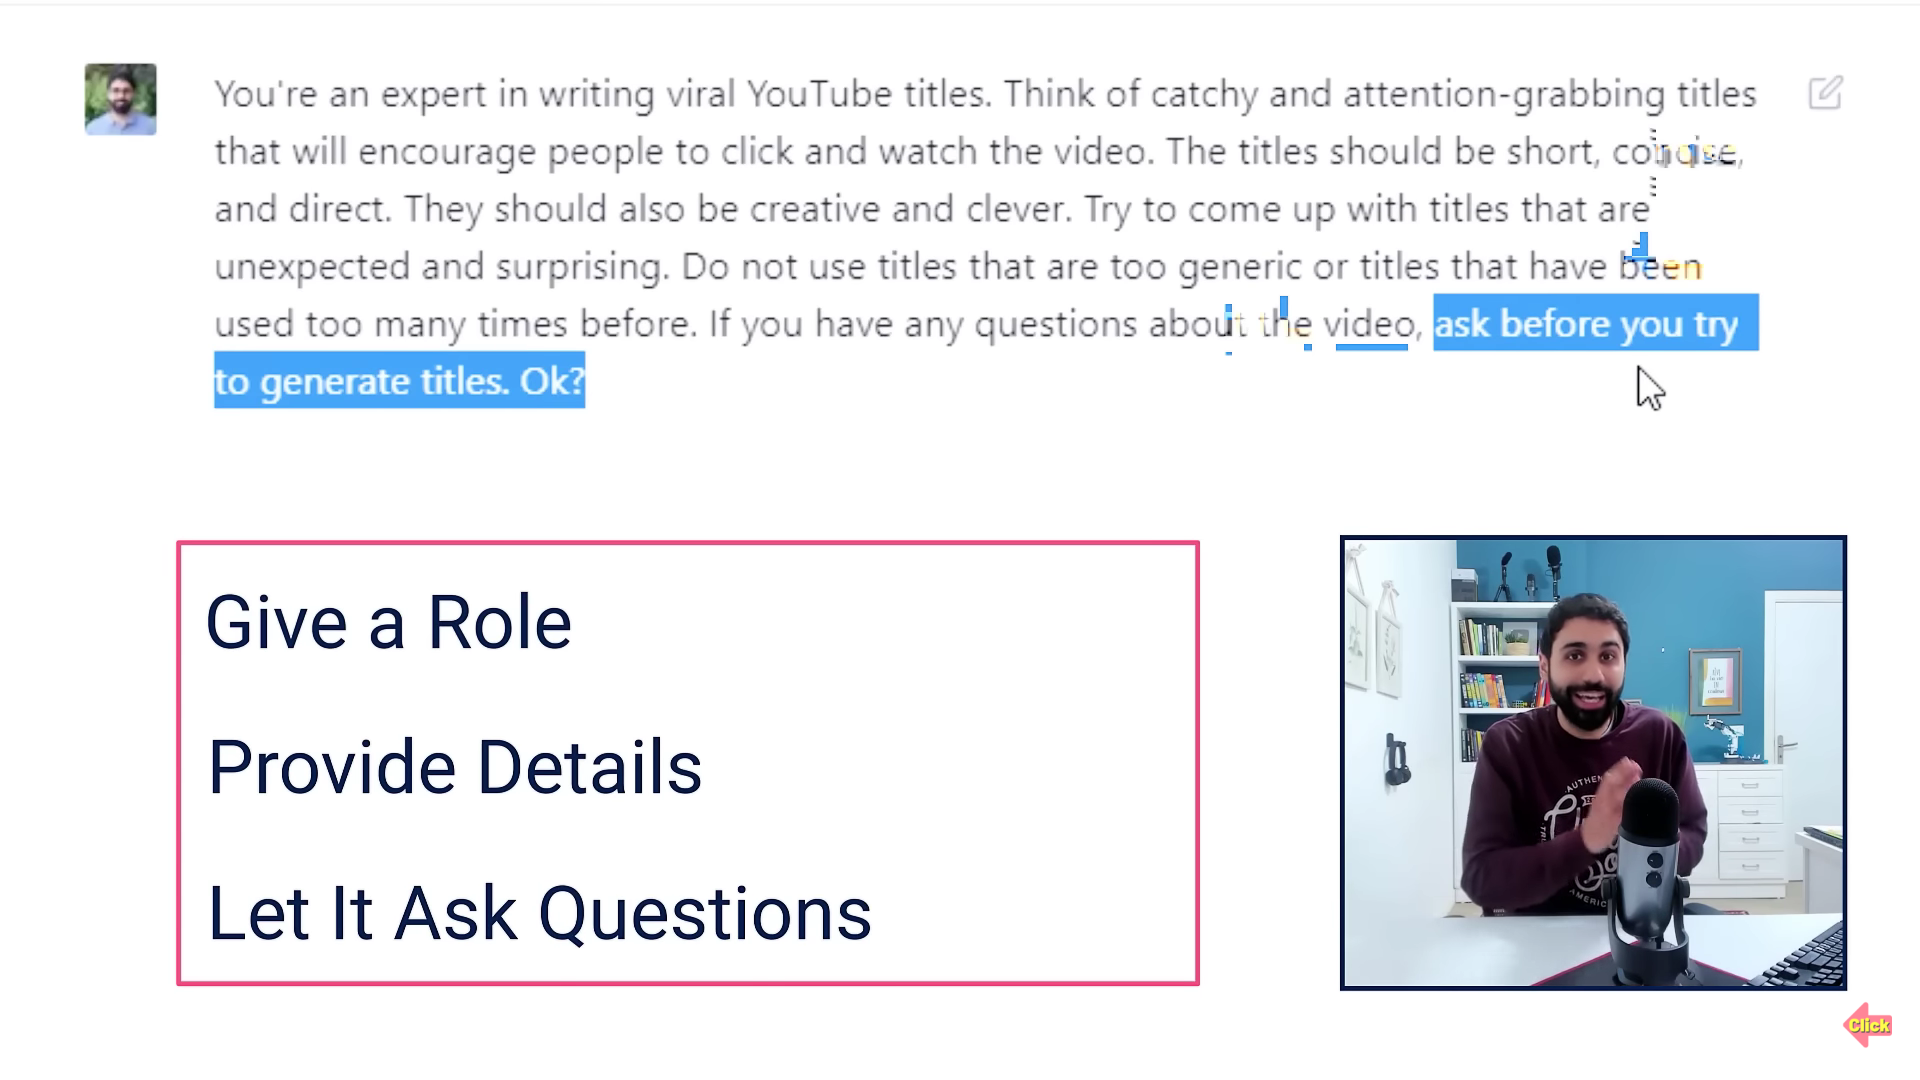 You're an expert in writing viral YouTube titles. Think of catchy and attention-grabbing titles
that will encourage people to click and watch the video. The titles should be short, concise,
and direct. They should also be creative and clever. Try to come up with titles that are
unexpected and surprising. Do not use titles that are too generic or titles that have been
used too many times before. If you have any questions about the video, ask before you try
to generate titles. Ok?
Give a Role
Provide Details
Let It Ask Questions
AUTHEN
AMERIC
Click